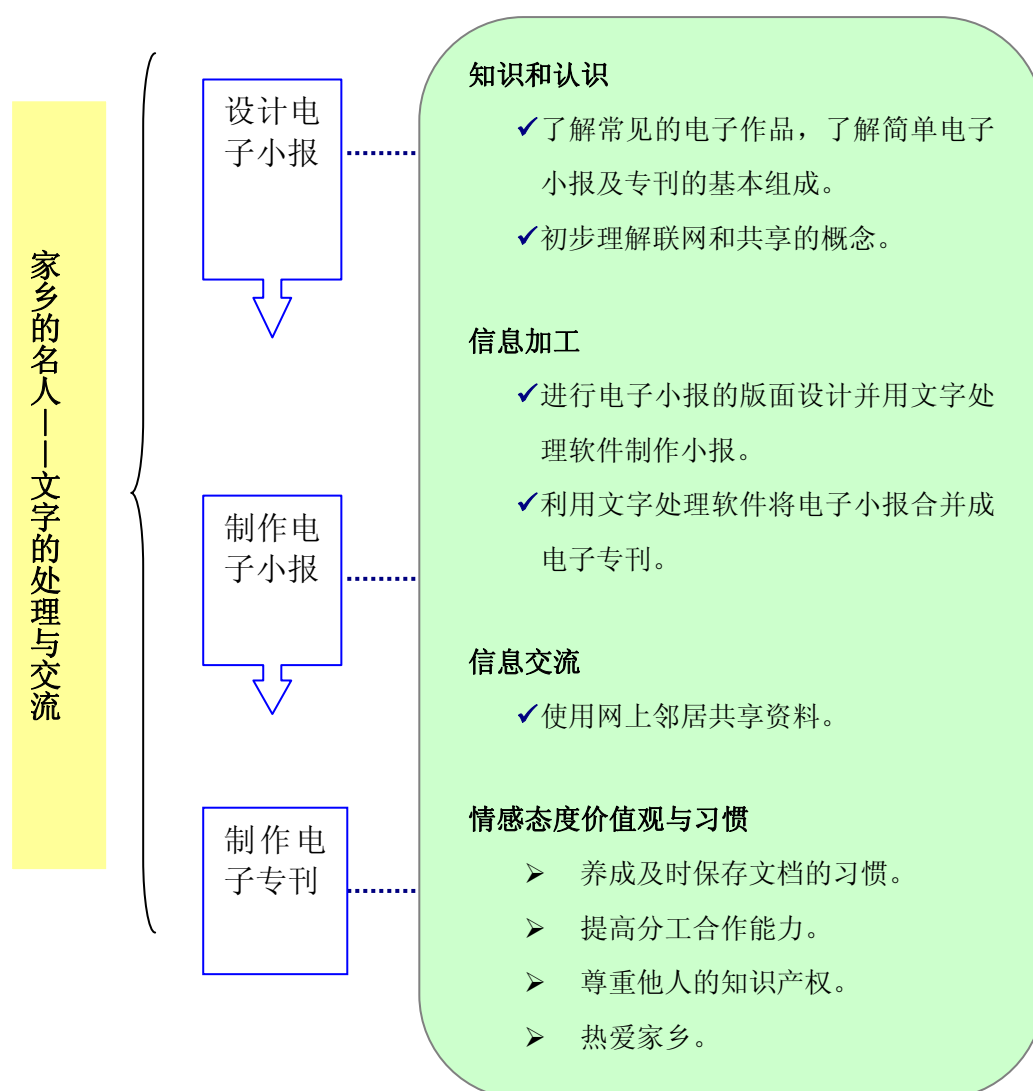 家乡的名人——文字的处理与交流
设计电
子小报
制作电
子小报
制作电
子专刊
知识和认识
✓了解常见的电子作品，了解简单电子
小报及专刊的基本组成。
✓初步理解联网和共享的概念。
信息加工
✓进行电子小报的版面设计并用文字处
理软件制作小报。
✓利用文字处理软件将电子小报合并成
电子专刊。
信息交流
✓使用网上邻居共享资料。
情感态度价值观与习惯
➢ 养成及时保存文档的习惯。
➢ 提高分工合作能力。
➢ 尊重他人的知识产权。
➢ 热爱家乡。